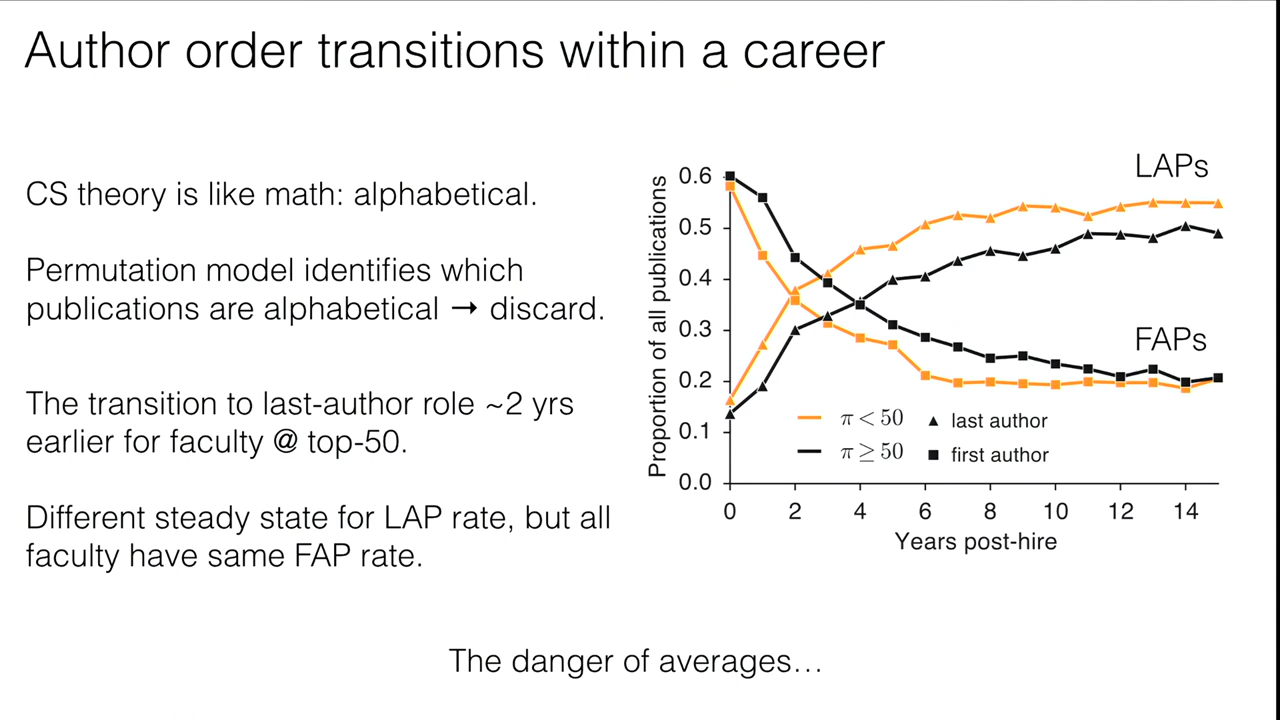 Author order transitions within a career
CS theory is like math: alphabetical.
Permutation model identifies which
publications are alphabetical → discard.
The transition to last-author role ~2 yrs
earlier for faculty @ top-50.
Different steady state for LAP rate, but all
faculty have same FAP rate.
LAPs
FAPs
Proportion of all publications
0.6
0.5
0.4
0.3
0.2
0.1
0.0
π < 50 ▲ last author
π ≥ 50 ■ first author
0 2 4 6 8 10 12 14
Years post-hire
The danger of averages…